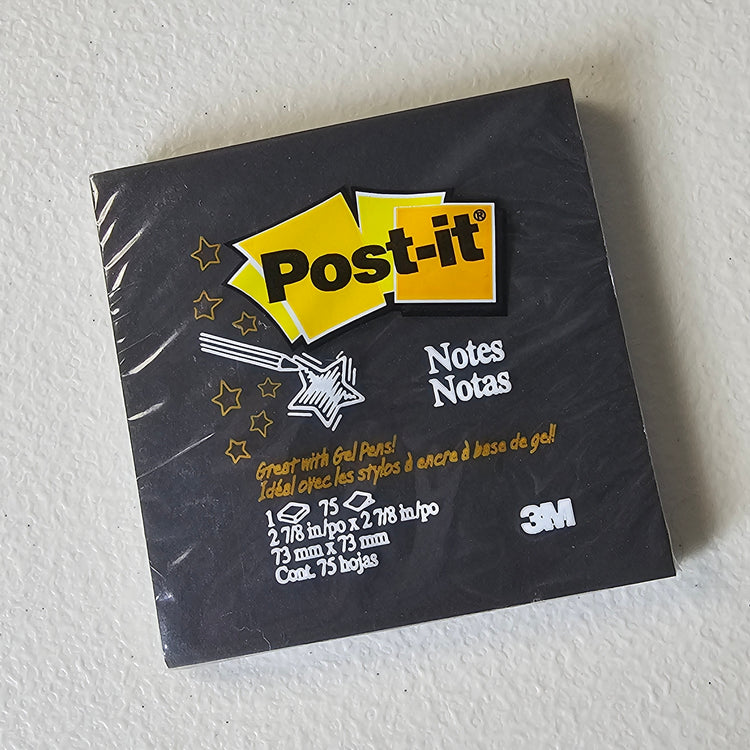 Post-it®
Notes
Notas
Great with Gel Pens!
Idéal avec les stylos à encre à base de gel!
1 75
2 7/8 in/po x 2 7/8 in/po
73 mm x 73 mm
Cont. 75 hojas
3M